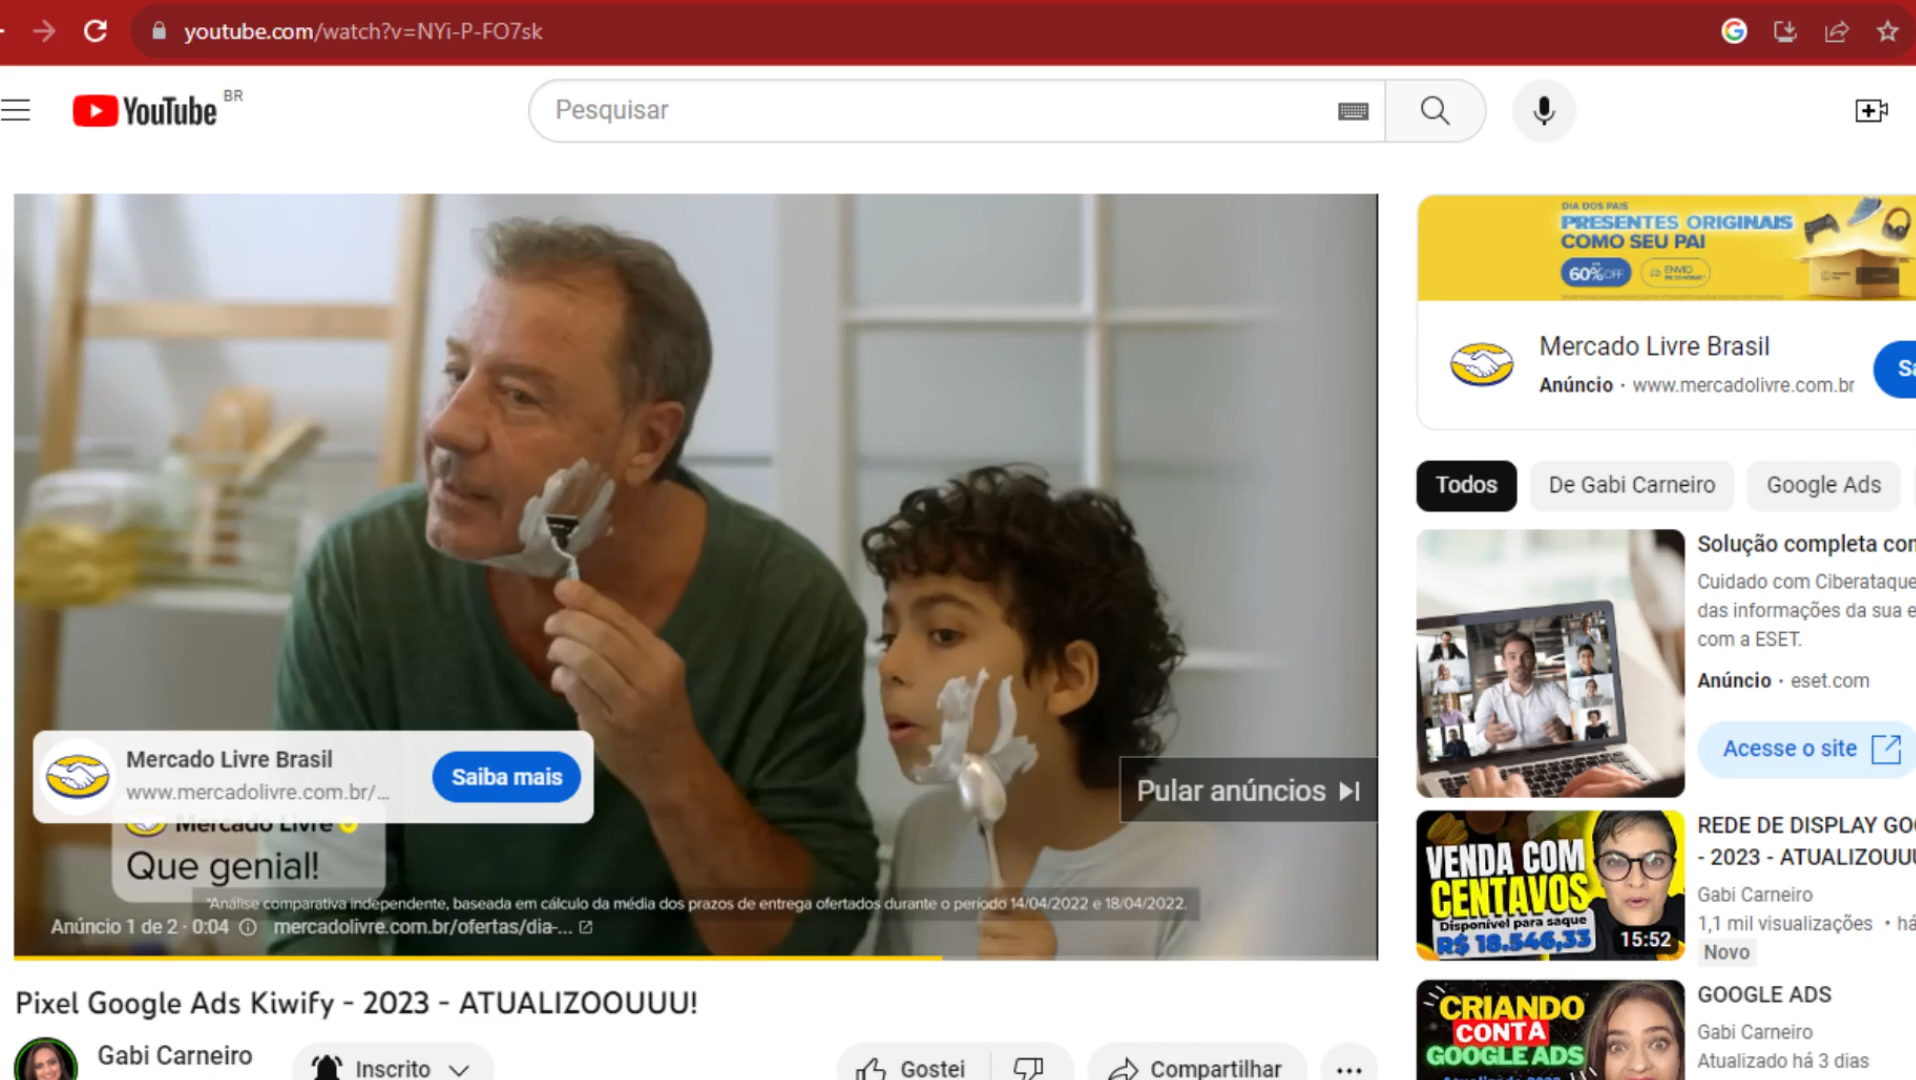 youtube.com/watch?v=NYi-P-FO7sk
YouTube BR
Pesquisar
Mercado Livre Brasil
www.mercadolivre.com.br/...
Saiba mais
Mercado Livre
Que genial!
Pular anúncios
*Análise comparativa independente, baseada em cálculo da média dos prazos de entrega ofertados durante o período 14/04/2022 e 18/04/2022.
Anúncio 1 de 2 · 0:04
mercadolivre.com.br/ofertas/dia-...
Pixel Google Ads Kiwify - 2023 - ATUALIZOOUUU!
Gabi Carneiro
Inscrito
Gostei
Compartilhar
DIA DOS PAIS
PRESENTES ORIGINAIS
COMO SEU PAI
60% OFF
ENVIO
Mercado Livre Brasil
Anúncio · www.mercadolivre.com.br
Sa
Todos
De Gabi Carneiro
Google Ads
Solução completa con
Cuidado com Ciberataque
das informações da sua e
com a ESET.
Anúncio · eset.com
Acesse o site
VENDA COM
CENTAVOS
Disponível para saque
R$ 18.546,33
15:52
REDE DE DISPLAY GOO
- 2023 - ATUALIZOUUU
Gabi Carneiro
1,1 mil visualizações • há
Novo
CRIANDO
CONTA
GOOGLE ADS
GOOGLE ADS
Gabi Carneiro
Atualizado há 3 dias